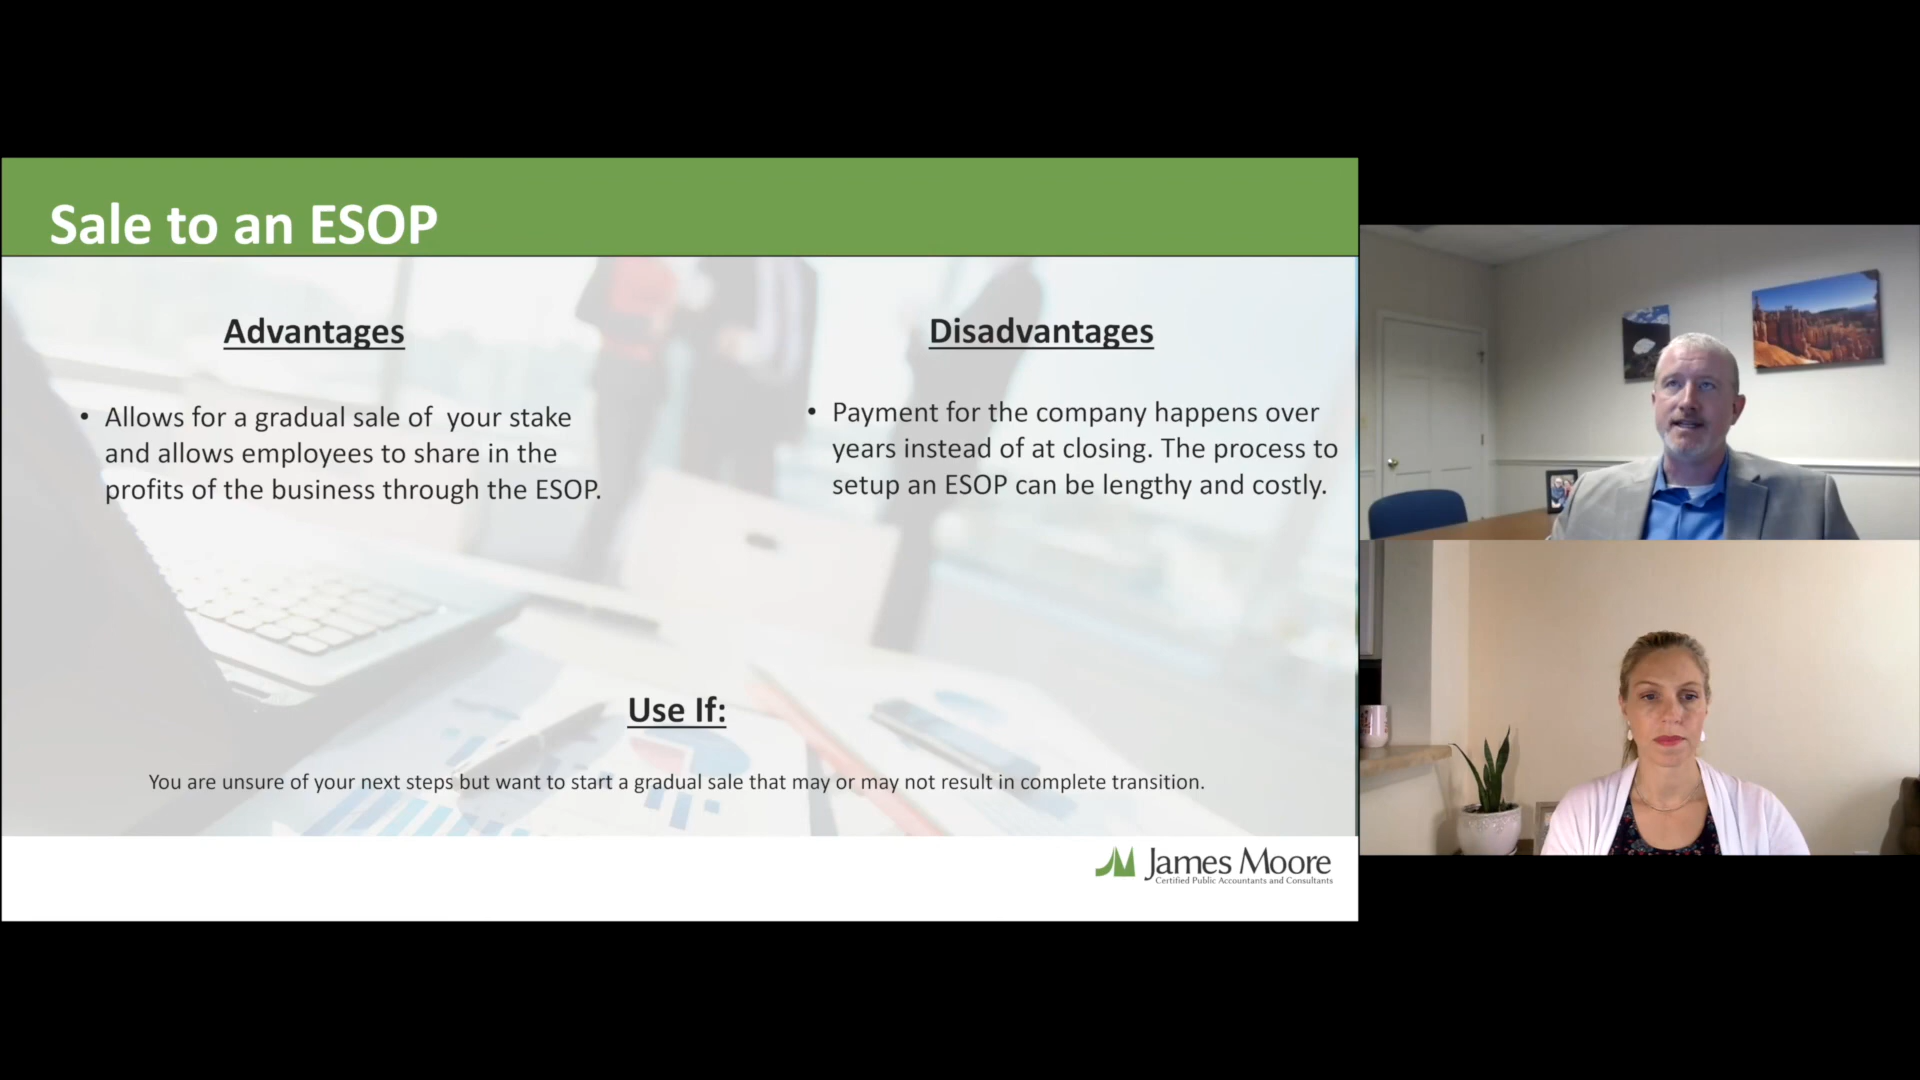 Sale to an ESOP
Advantages
• Allows for a gradual sale of  your stake
and allows employees to share in the
profits of the business through the ESOP.
Disadvantages
• Payment for the company happens over
years instead of at closing. The process to
setup an ESOP can be lengthy and costly.
Use If:
You are unsure of your next steps but want to start a gradual sale that may or may not result in complete transition.
James Moore
Certified Public Accountants and Consultants